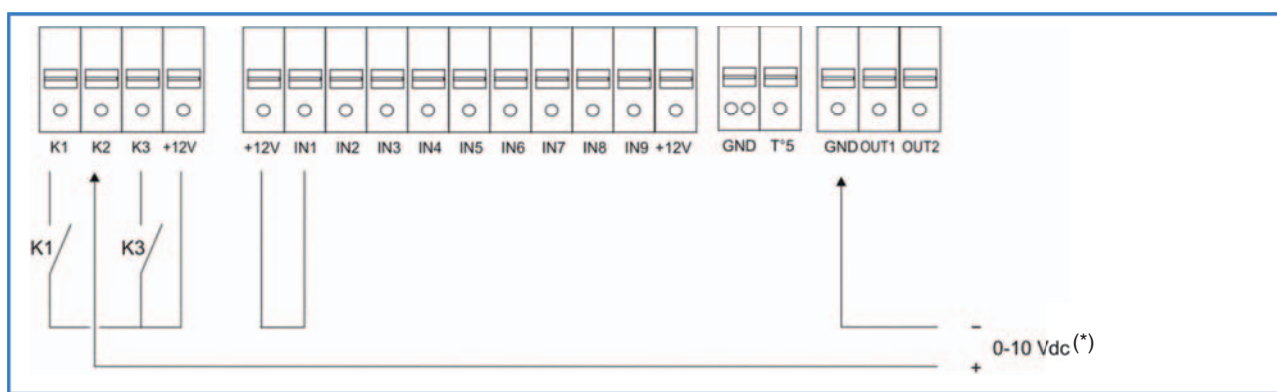 K1 K2 K3 +12V +12V IN1 IN2 IN3 IN4 IN5 IN6 IN7 IN8 IN9 +12V GND T°5 GND OUT1 OUT2
K1 K3
-
0-10 Vdc (*)
+